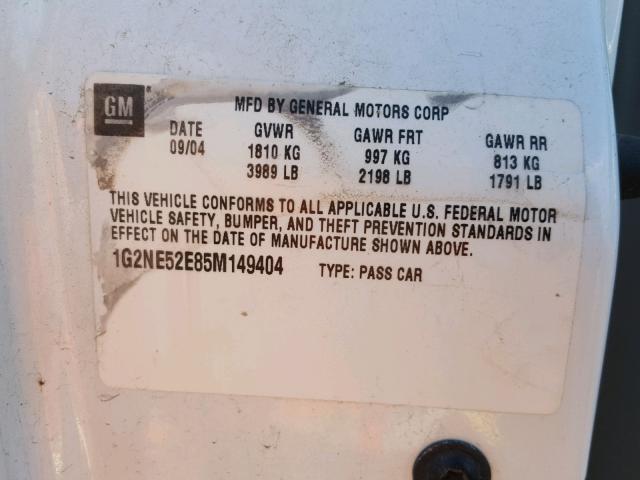 GM
MFD BY GENERAL MOTORS CORP
DATE GVWR GAWR FRT GAWR RR
09/04 1810 KG 997 KG 813 KG
3989 LB 2198 LB 1791 LB
THIS VEHICLE CONFORMS TO ALL APPLICABLE U.S. FEDERAL MOTOR
VEHICLE SAFETY, BUMPER, AND THEFT PREVENTION STANDARDS IN
EFFECT ON THE DATE OF MANUFACTURE SHOWN ABOVE.
1G2NE52E85M149404 TYPE: PASS CAR